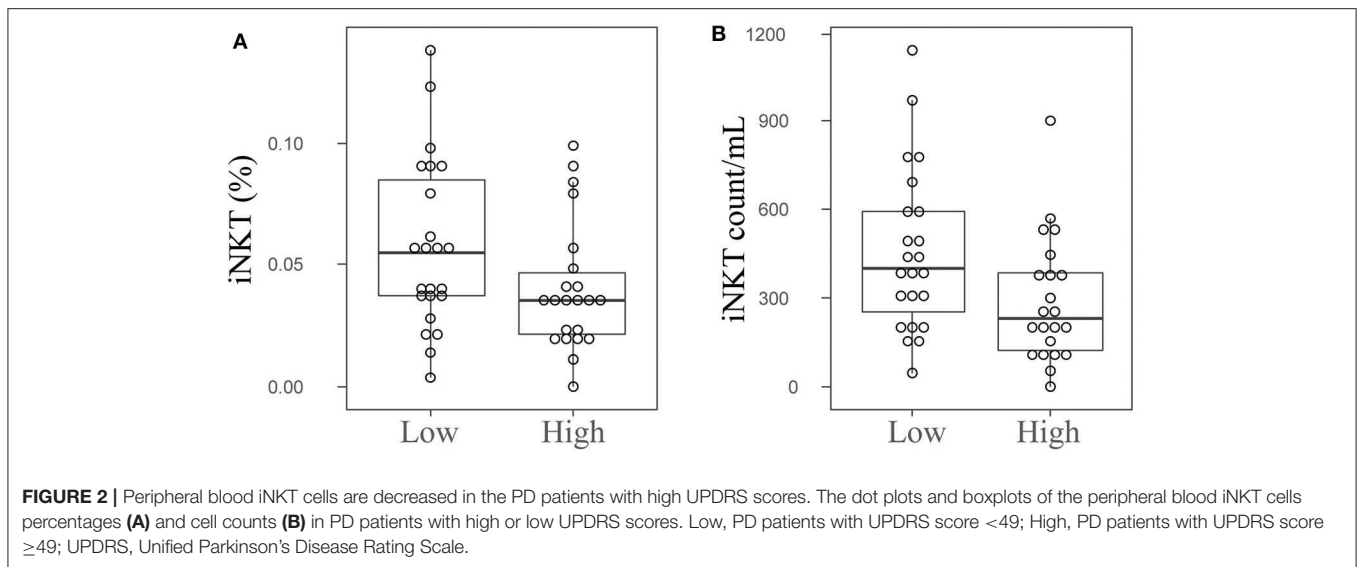 A
iNKT (%)
0.10
0.05
0.00
Low
High
B
iNKT count/mL
1200
900
600
300
0
Low
High
FIGURE 2 | Peripheral blood iNKT cells are decreased in the PD patients with high UPDRS scores. The dot plots and boxplots of the peripheral blood iNKT cells
percentages (A) and cell counts (B) in PD patients with high or low UPDRS scores. Low, PD patients with UPDRS score <49; High, PD patients with UPDRS score
≥49; UPDRS, Unified Parkinson's Disease Rating Scale.